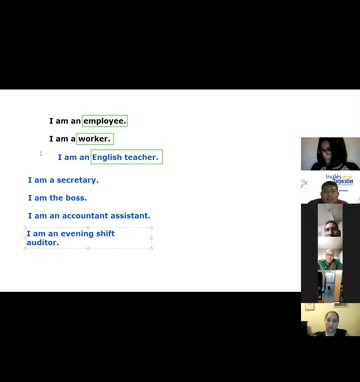 I am an employee.
I am a worker.
I am an English teacher.
I am a secretary.
I am the boss.
I am an accountant assistant.
I am an evening shift
auditor.
Inglés